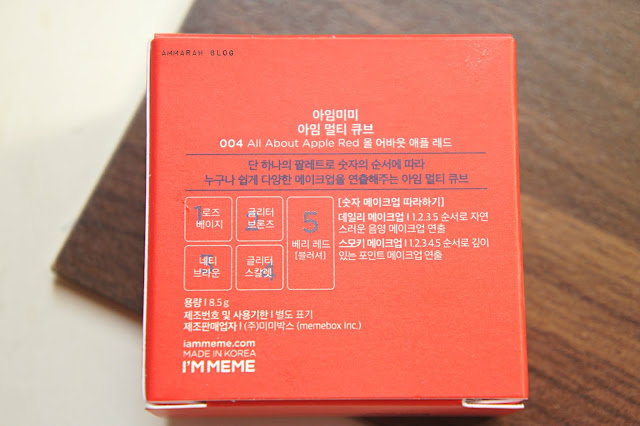 AMMARAH BLOG
아임미미
아임 멀티 큐브
004 All About Apple Red 올 어바웃 애플 레드
단 하나의 팔레트로 숫자의 순서에 따라
누구나 쉽게 다양한 메이크업을 연출해주는 아임 멀티 큐브
1 로즈
베이지
2 글리터
브론즈
3 네티
브라운
4 글리터
스칼렛
5
베리 레드
[블러셔]
[숫자 메이크업 따라하기]
데일리 메이크업 l 1.2.3.5 순서로 자연
스러운 음영 메이크업 연출
스모키 메이크업 l 1.2.3.4.5 순서로 깊이
있는 포인트 메이크업 연출
용량 l 8.5g
제조번호 및 사용기한 l 별도 표기
제조판매업자 l (주)미미박스 (memebox Inc.)
iammeme.com
MADE IN KOREA
I'M MEME